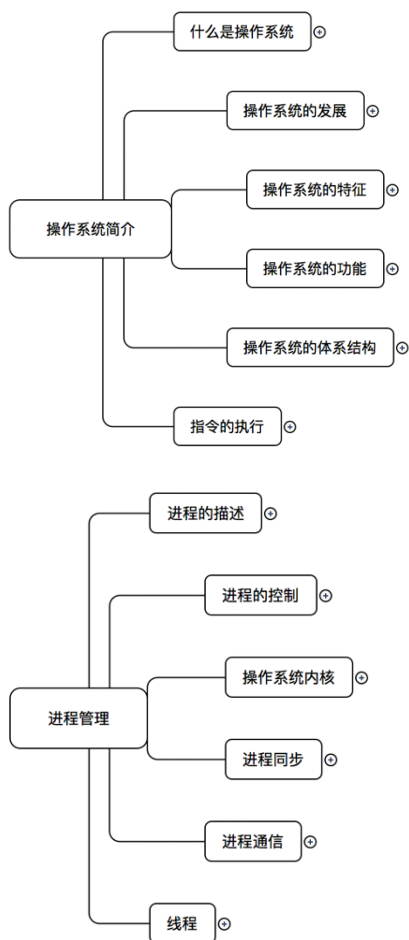 什么是操作系统
操作系统的发展
操作系统的特征
操作系统简介
操作系统的功能
操作系统的体系结构
指令的执行
进程的描述
进程的控制
操作系统内核
进程管理
进程同步
进程通信
线程